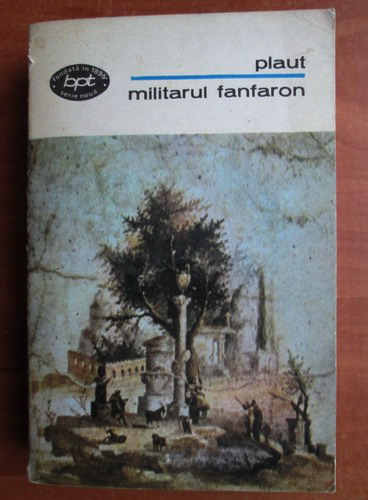 fondată în 1895
bpt
serie nouă
plaut
militarul fanfaron